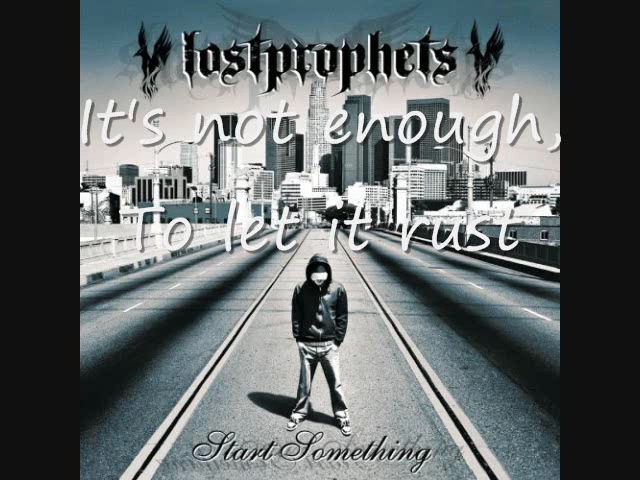 lostprophets
It's not enough,
To let it rust
Start Something